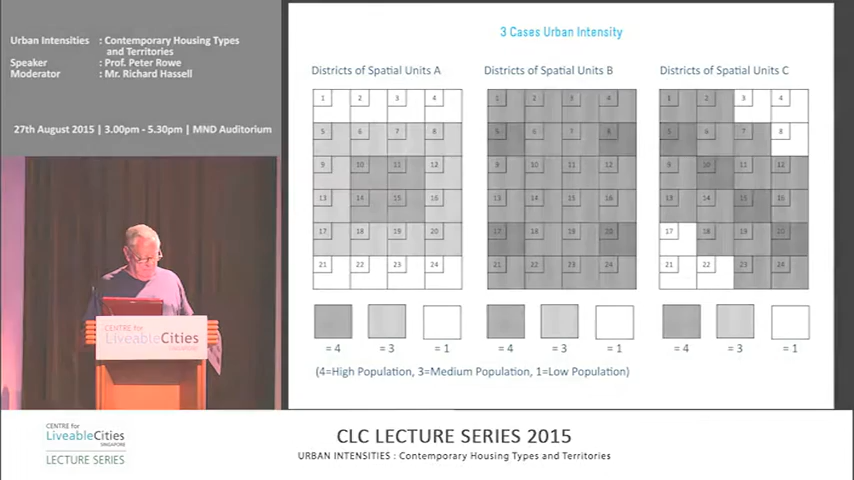 Urban Intensities : Contemporary Housing Types
and Territories
Speaker : Prof. Peter Rowe
Moderator : Mr. Richard Hassell
27th August 2015 | 3.00pm - 5.30pm | MND Auditorium
3 Cases Urban Intensity
Districts of Spatial Units A
1 2 3 4
5 6 7 8
9 10 11 12
13 14 15 16
17 18 19 20
21 22 23 24
= 4 = 3 = 1
Districts of Spatial Units B
1 2 3 4
5 6 7 8
9 10 11 12
13 14 15 16
17 18 19 20
21 22 23 24
= 4 = 3 = 1
Districts of Spatial Units C
1 2 3 4
5 6 7 8
9 10 11 12
13 14 15 16
17 18 19 20
21 22 23 24
= 4 = 3 = 1
(4=High Population, 3=Medium Population, 1=Low Population)
CENTRE for
LiveableCities
SINGAPORE
CENTRE for
LiveableCities
SINGAPORE
LECTURE SERIES
CLC LECTURE SERIES 2015
URBAN INTENSITIES : Contemporary Housing Types and Territories